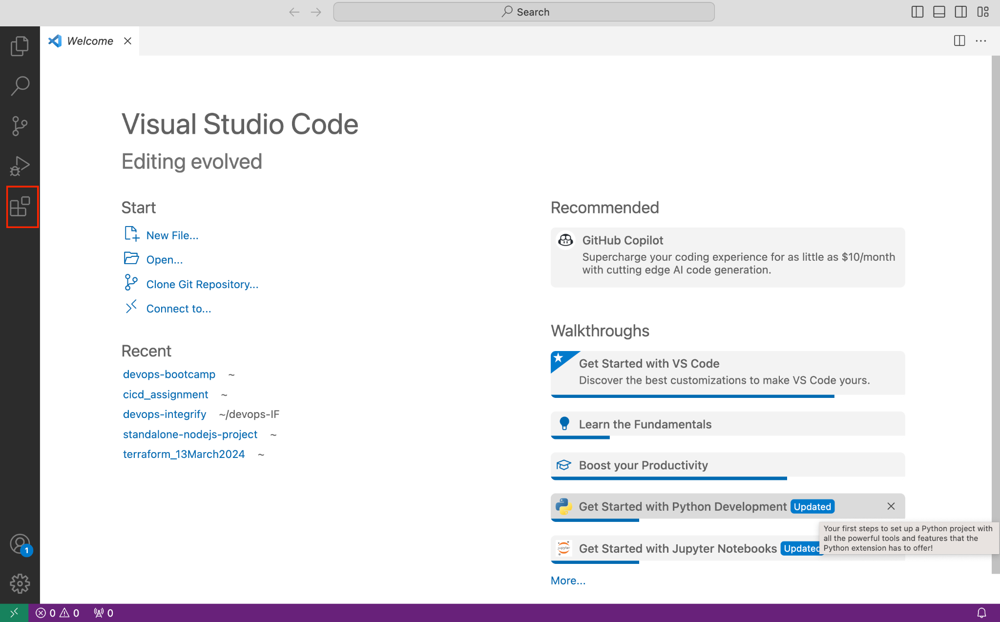 Search
Welcome
Visual Studio Code
Editing evolved
Start
New File...
Open...
Clone Git Repository...
Connect to...
Recent
devops-bootcamp ~
cicd_assignment ~
devops-integrify ~/devops-IF
standalone-nodejs-project ~
terraform_13March2024 ~
Recommended
GitHub Copilot
Supercharge your coding experience for as little as $10/month
with cutting edge AI code generation.
Walkthroughs
Get Started with VS Code
Discover the best customizations to make VS Code yours.
Learn the Fundamentals
Boost your Productivity
Get Started with Python Development Updated
Your first steps to set up a Python project with
all the powerful tools and features that the
Python extension has to offer!
jupyter
Get Started with Jupyter Notebooks Updated
More...
1
0 0 0